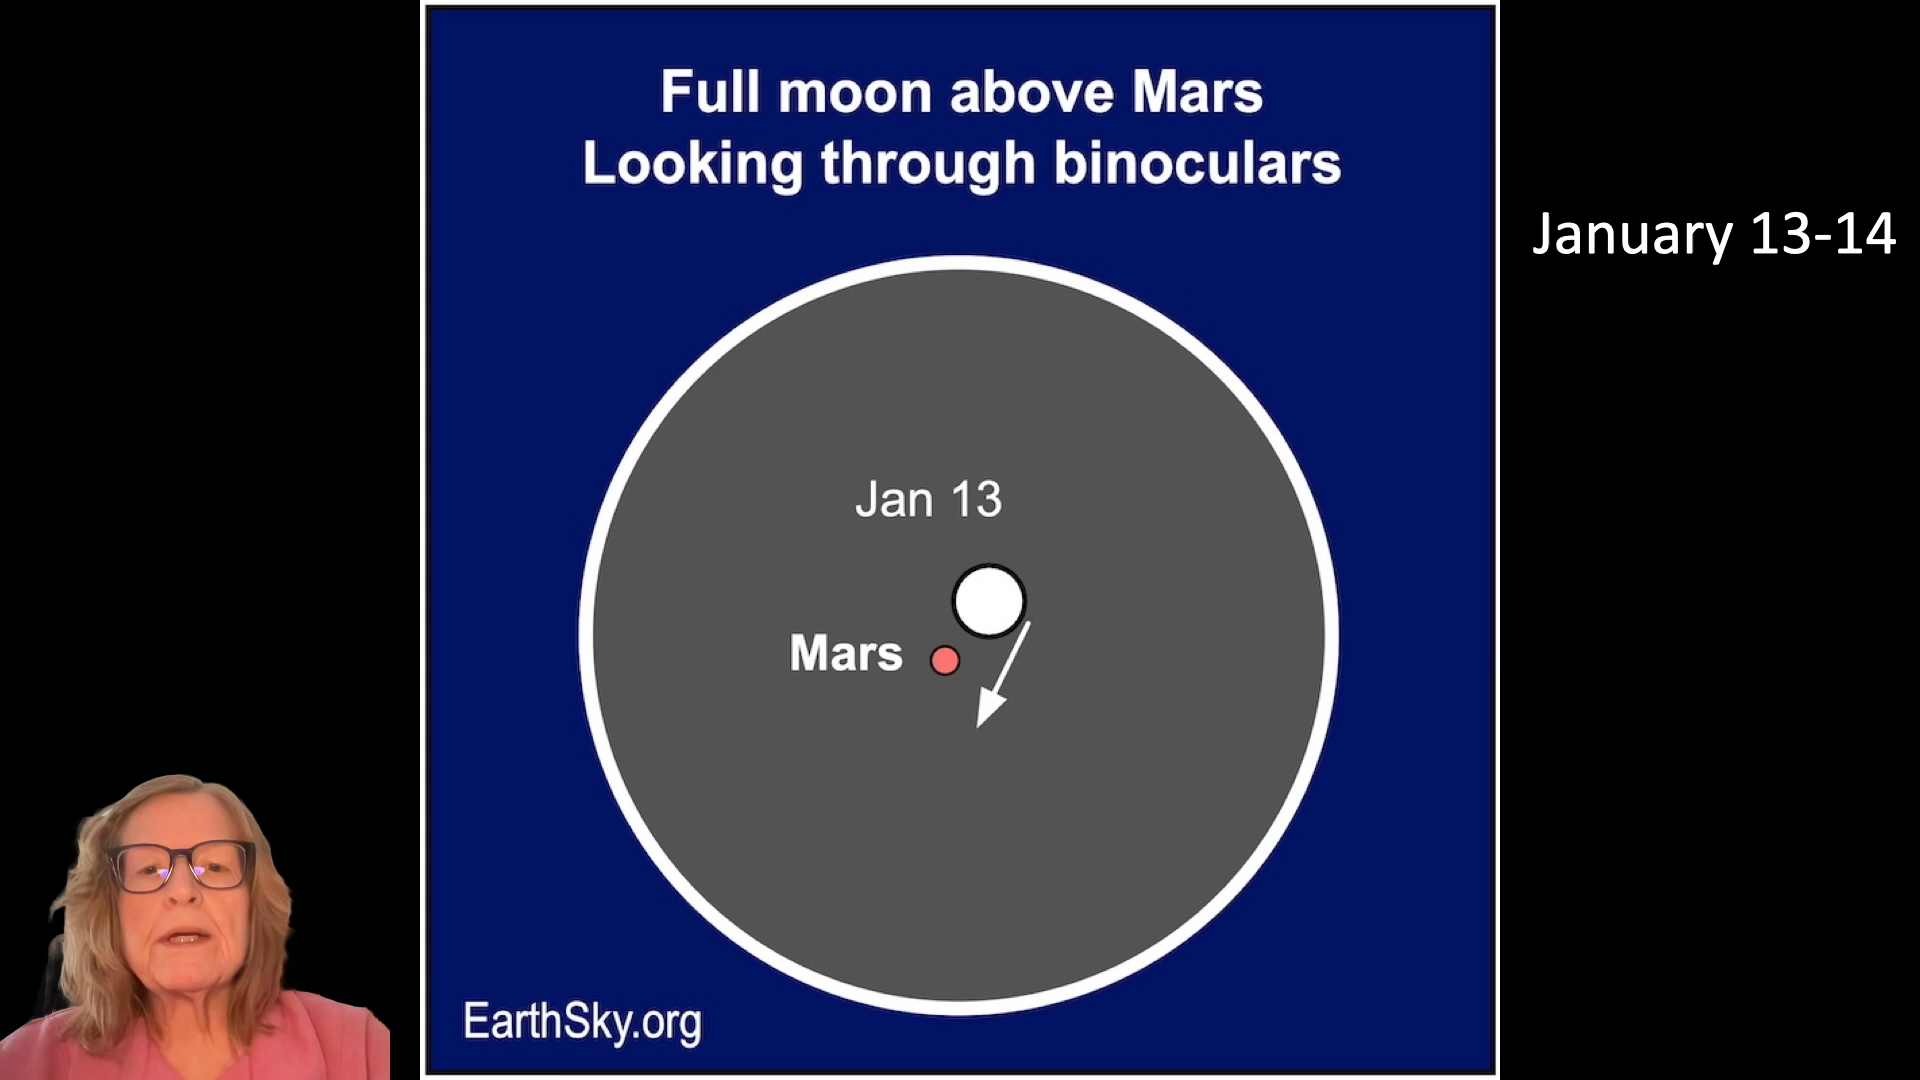 Full moon above Mars
Looking through binoculars
January 13-14
Jan 13
Mars
EarthSky.org